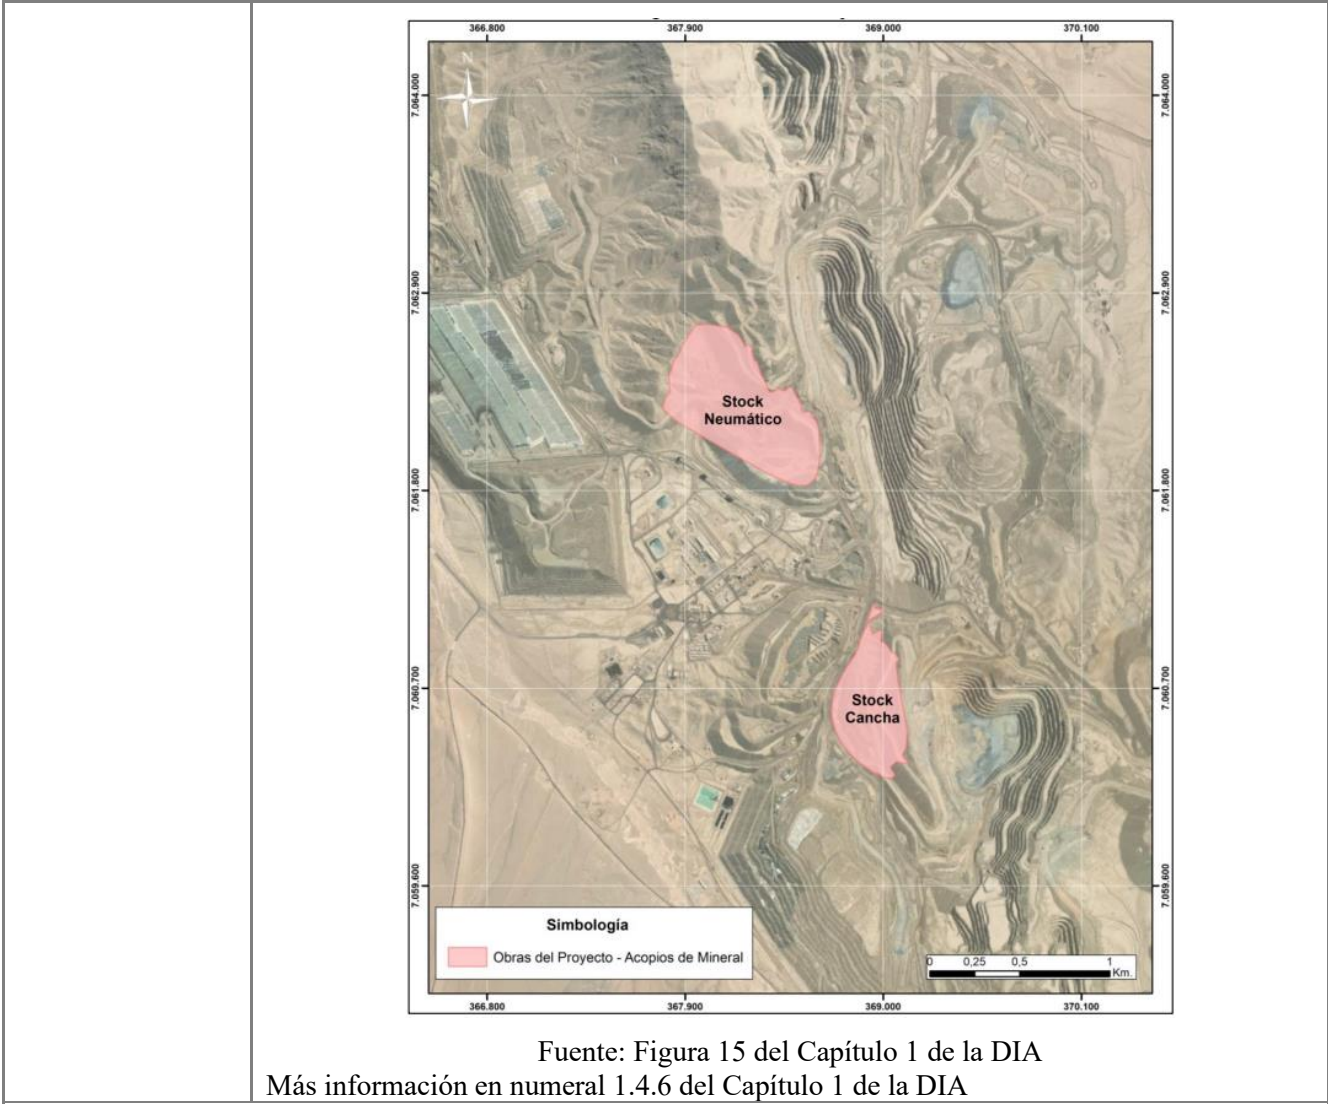 366.800 367.900 369.000 370.100
N
7.064.000 7.064.000
7.062.900 7.062.900
Stock
Neumático
7.061.800 7.061.800
7.060.700 7.060.700
Stock
Cancha
7.059.600 7.059.600
Simbología
Obras del Proyecto - Acopios de Mineral
0 0,25 0,5 1
Km.
366.800 367.900 369.000 370.100
Fuente: Figura 15 del Capítulo 1 de la DIA
Más información en numeral 1.4.6 del Capítulo 1 de la DIA